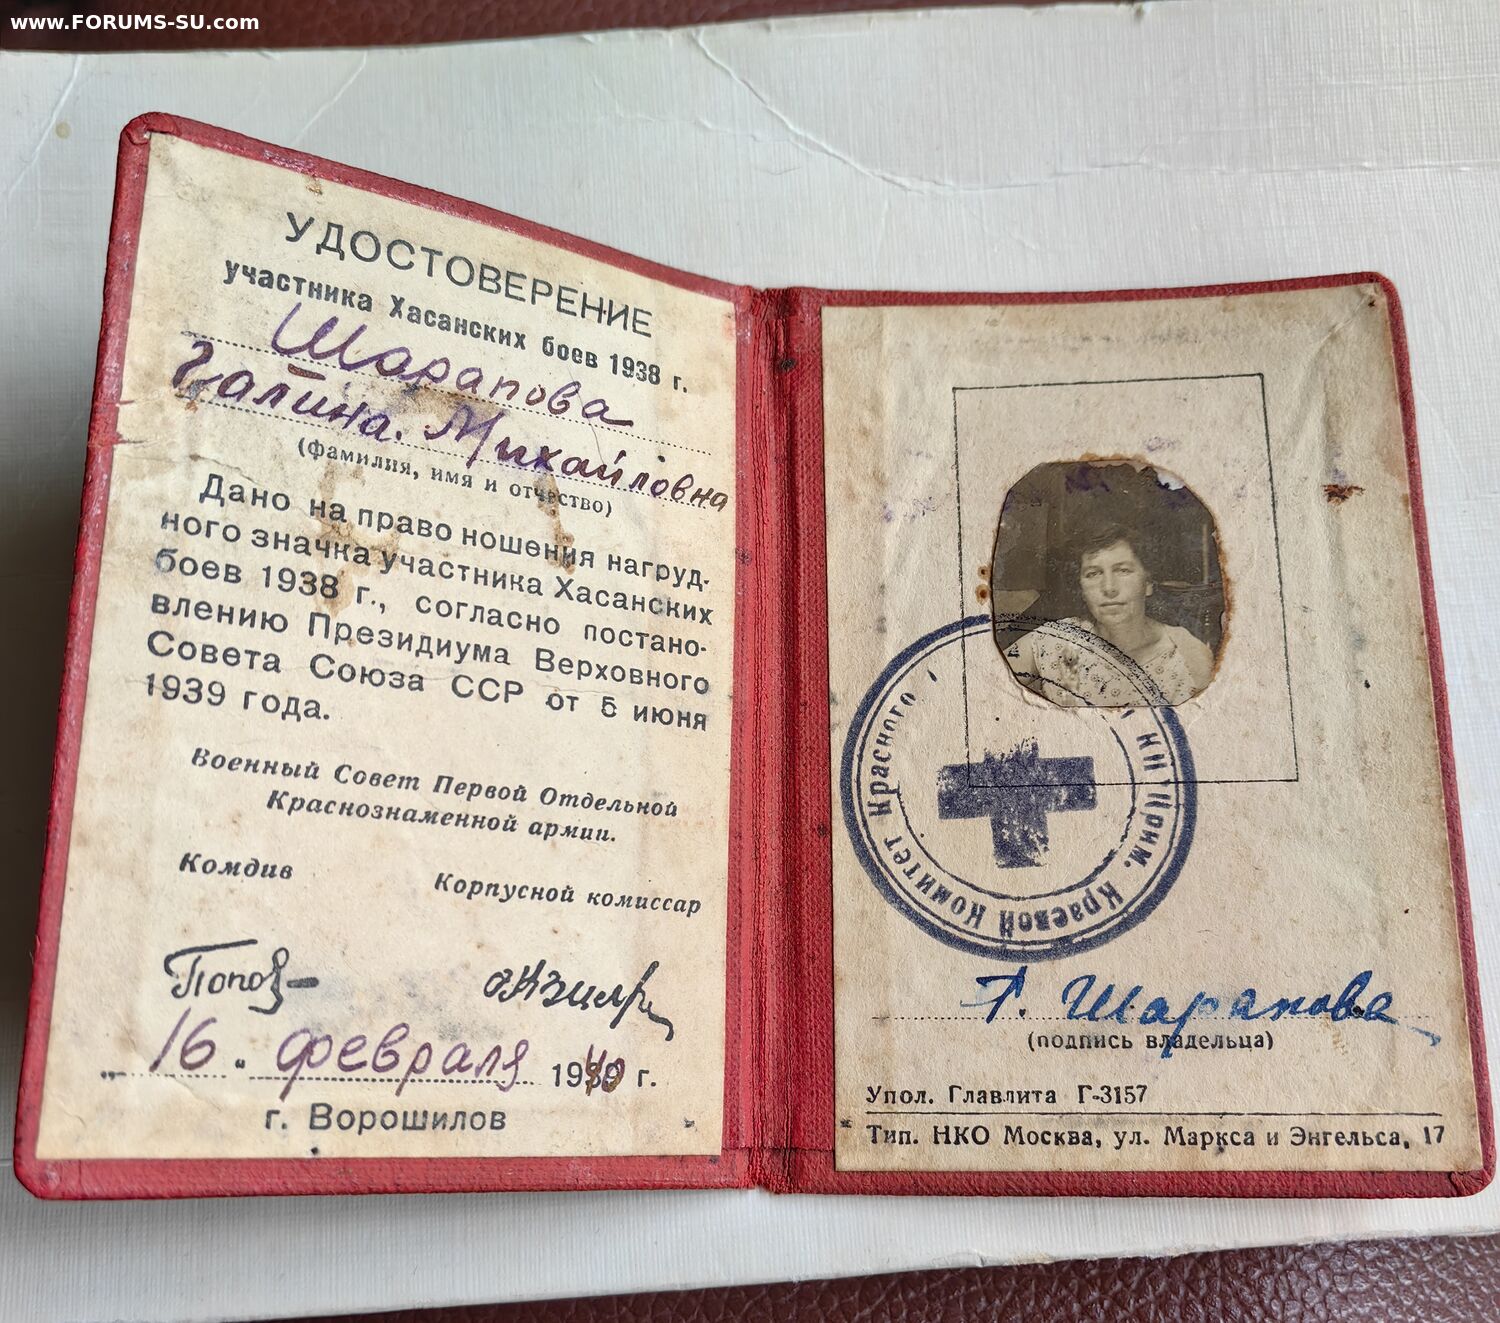 www.FORUMS-SU.com
УДОСТОВЕРЕНИЕ
участника Хасанских боев 1938 г.
Шарапова
Галина. Михайловна
(фамилия, имя и отчество)
Дано на право ношения нагруд-
ного значка участника Хасанских
боев 1938 г., согласно постано-
влению Президиума Верховного
Совета Союза ССР от 5 июня
1939 года.
Военный Совет Первой Отдельной
Краснознаменной армии.
Комдив Корпусной комиссар
Попов
„16“ февраля 1940 г.
г. Ворошилов
Комитет Красного
Прим. Краевой
Г. Шарапова
(подпись владельца)
Упол. Главлита Г-3157
Тип. НКО Москва, ул. Маркса и Энгельса, 17